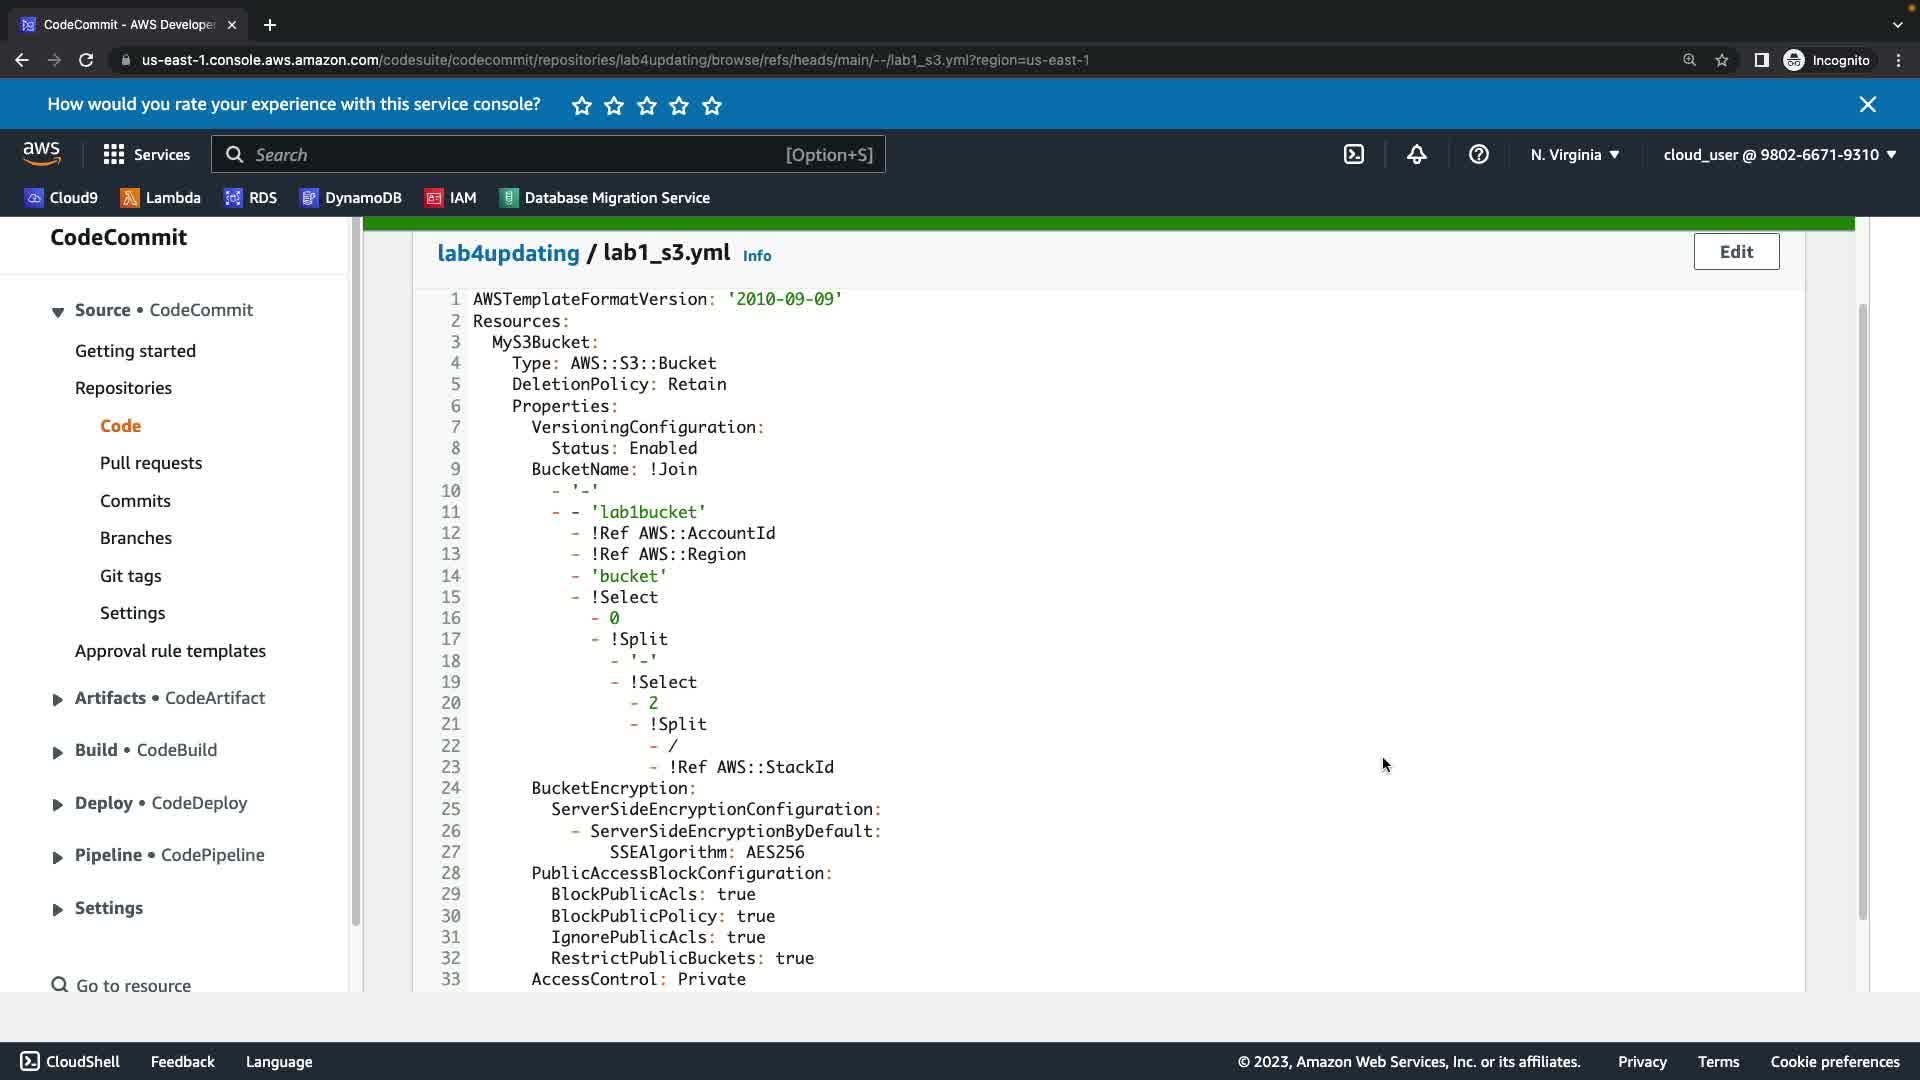 CodeCommit - AWS Developer
us-east-1.console.aws.amazon.com/codesuite/codecommit/repositories/lab4updating/browse/refs/heads/main/--/lab1_s3.yml?region=us-east-1
Incognito
How would you rate your experience with this service console?
aws
Services
Search
[Option+S]
N. Virginia
cloud_user @ 9802-6671-9310
Cloud9
Lambda
RDS
DynamoDB
IAM
Database Migration Service
CodeCommit
Source • CodeCommit
Getting started
Repositories
Code
Pull requests
Commits
Branches
Git tags
Settings
Approval rule templates
Artifacts • CodeArtifact
Build • CodeBuild
Deploy • CodeDeploy
Pipeline • CodePipeline
Settings
Go to resource
lab4updating / lab1_s3.yml Info
Edit
1 AWSTemplateFormatVersion: '2010-09-09'
2 Resources:
3   MyS3Bucket:
4     Type: AWS::S3::Bucket
5     DeletionPolicy: Retain
6     Properties:
7       VersioningConfiguration:
8         Status: Enabled
9       BucketName: !Join
10         - '-'
11         - - 'lab1bucket'
12           - !Ref AWS::AccountId
13           - !Ref AWS::Region
14           - 'bucket'
15           - !Select
16             - 0
17             - !Split
18               - '-'
19               - !Select
20                 - 2
21                 - !Split
22                   - /
23                   - !Ref AWS::StackId
24       BucketEncryption:
25         ServerSideEncryptionConfiguration:
26           - ServerSideEncryptionByDefault:
27               SSEAlgorithm: AES256
28       PublicAccessBlockConfiguration:
29         BlockPublicAcls: true
30         BlockPublicPolicy: true
31         IgnorePublicAcls: true
32         RestrictPublicBuckets: true
33       AccessControl: Private
CloudShell
Feedback
Language
© 2023, Amazon Web Services, Inc. or its affiliates.
Privacy
Terms
Cookie preferences